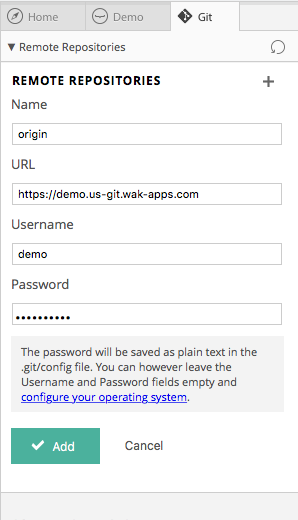 Home Demo Git
Remote Repositories
REMOTE REPOSITORIES
Name
origin
URL
https://demo.us-git.wak-apps.com
Username
demo
Password
••••••••••
The password will be saved as plain text in the
.git/config file. You can however leave the
Username and Password fields empty and
configure your operating system.
Add Cancel